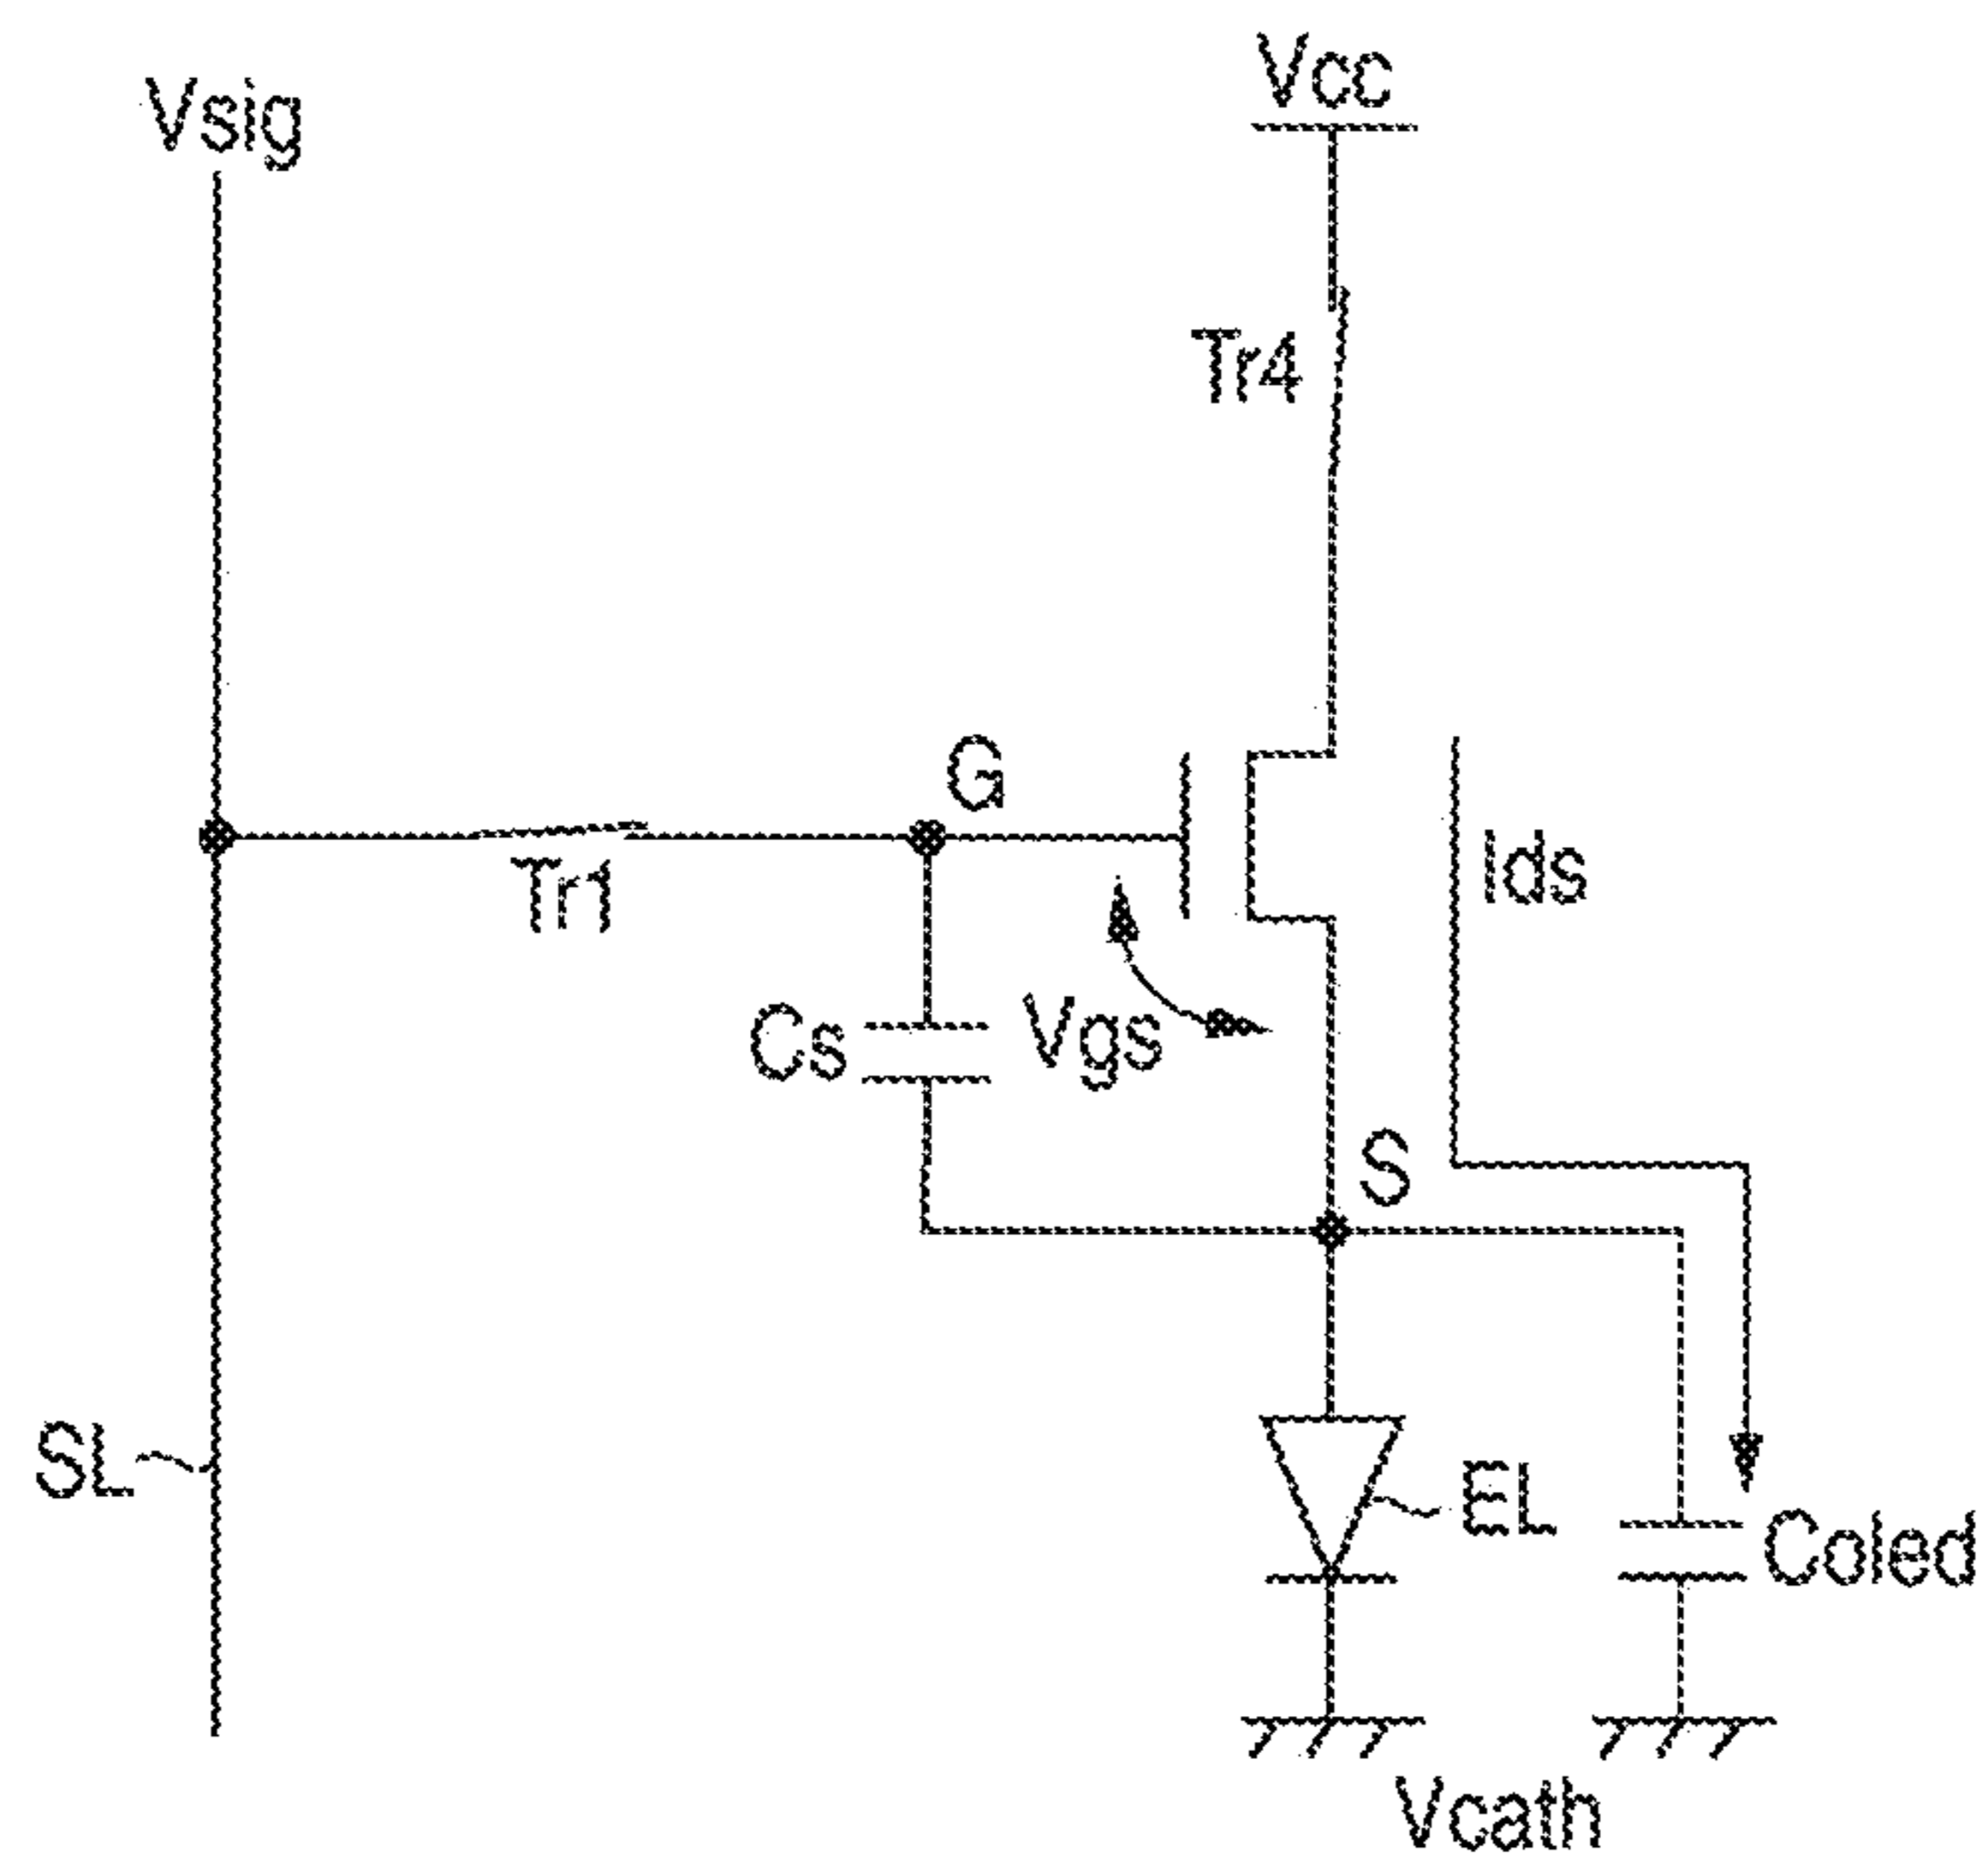 Vsig
Vcc
Tr4
G
Tr1
Ids
Cs
Vgs
S
SL
EL
Coled
Vcath